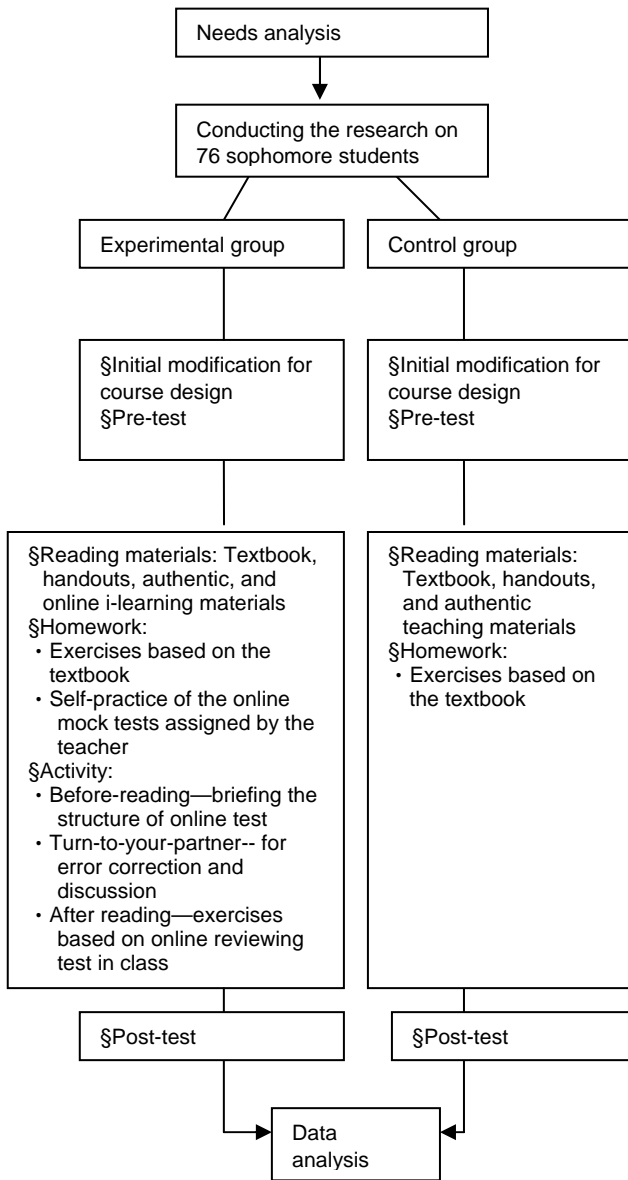 Needs analysis
Conducting the research on
76 sophomore students
Experimental group
Control group
§Initial modification for
course design
§Pre-test
§Initial modification for
course design
§Pre-test
§Reading materials: Textbook,
handouts, authentic, and
online i-learning materials
§Homework:
・Exercises based on the
textbook
・Self-practice of the online
mock tests assigned by the
teacher
§Activity:
・Before-reading—briefing the
structure of online test
・Turn-to-your-partner-- for
error correction and
discussion
・After reading—exercises
based on online reviewing
test in class
§Reading materials:
Textbook, handouts,
and authentic
teaching materials
§Homework:
・Exercises based on
the textbook
§Post-test
§Post-test
Data
analysis